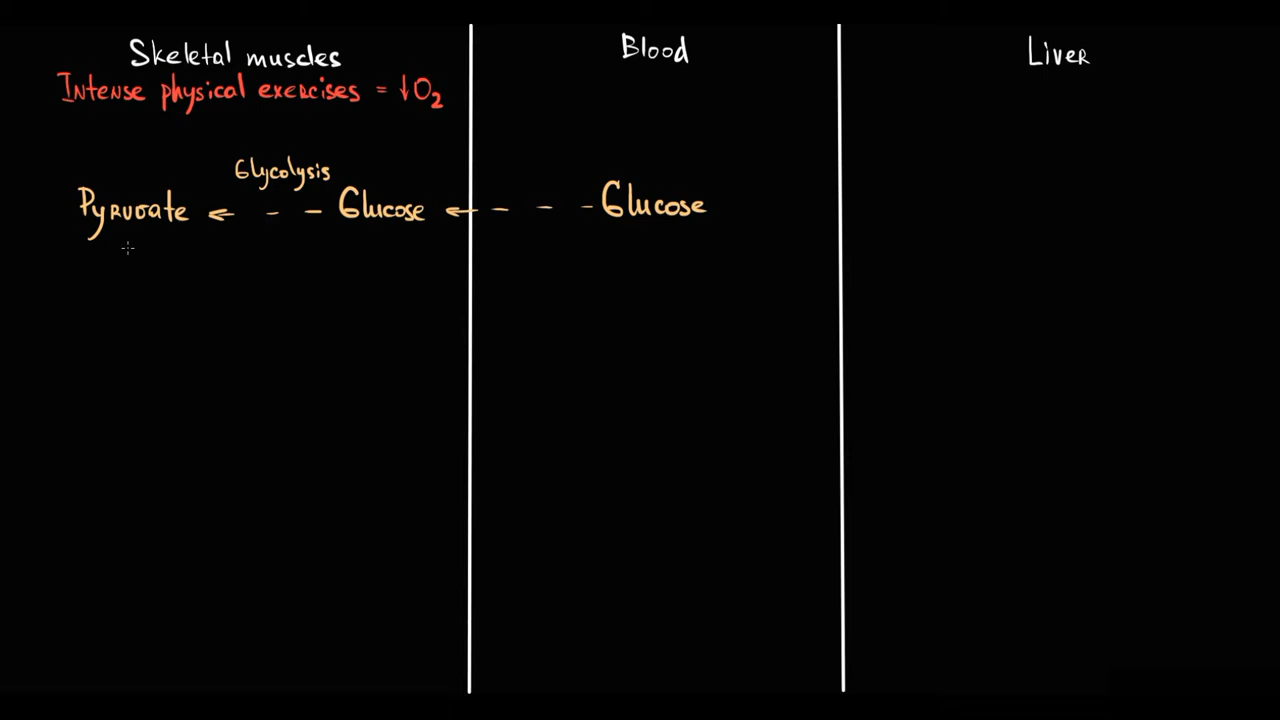 Skeletal muscles
Intense physical exercises = ↓O₂
Blood
Liver
Glycolysis
Pyruvate ← - - Glucose ← - - - Glucose